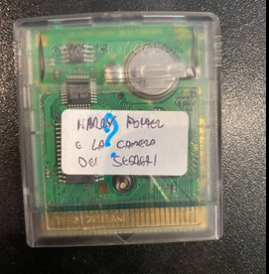 HARRY POTTER
?
E LA CAMERA
DEI SEGRETI